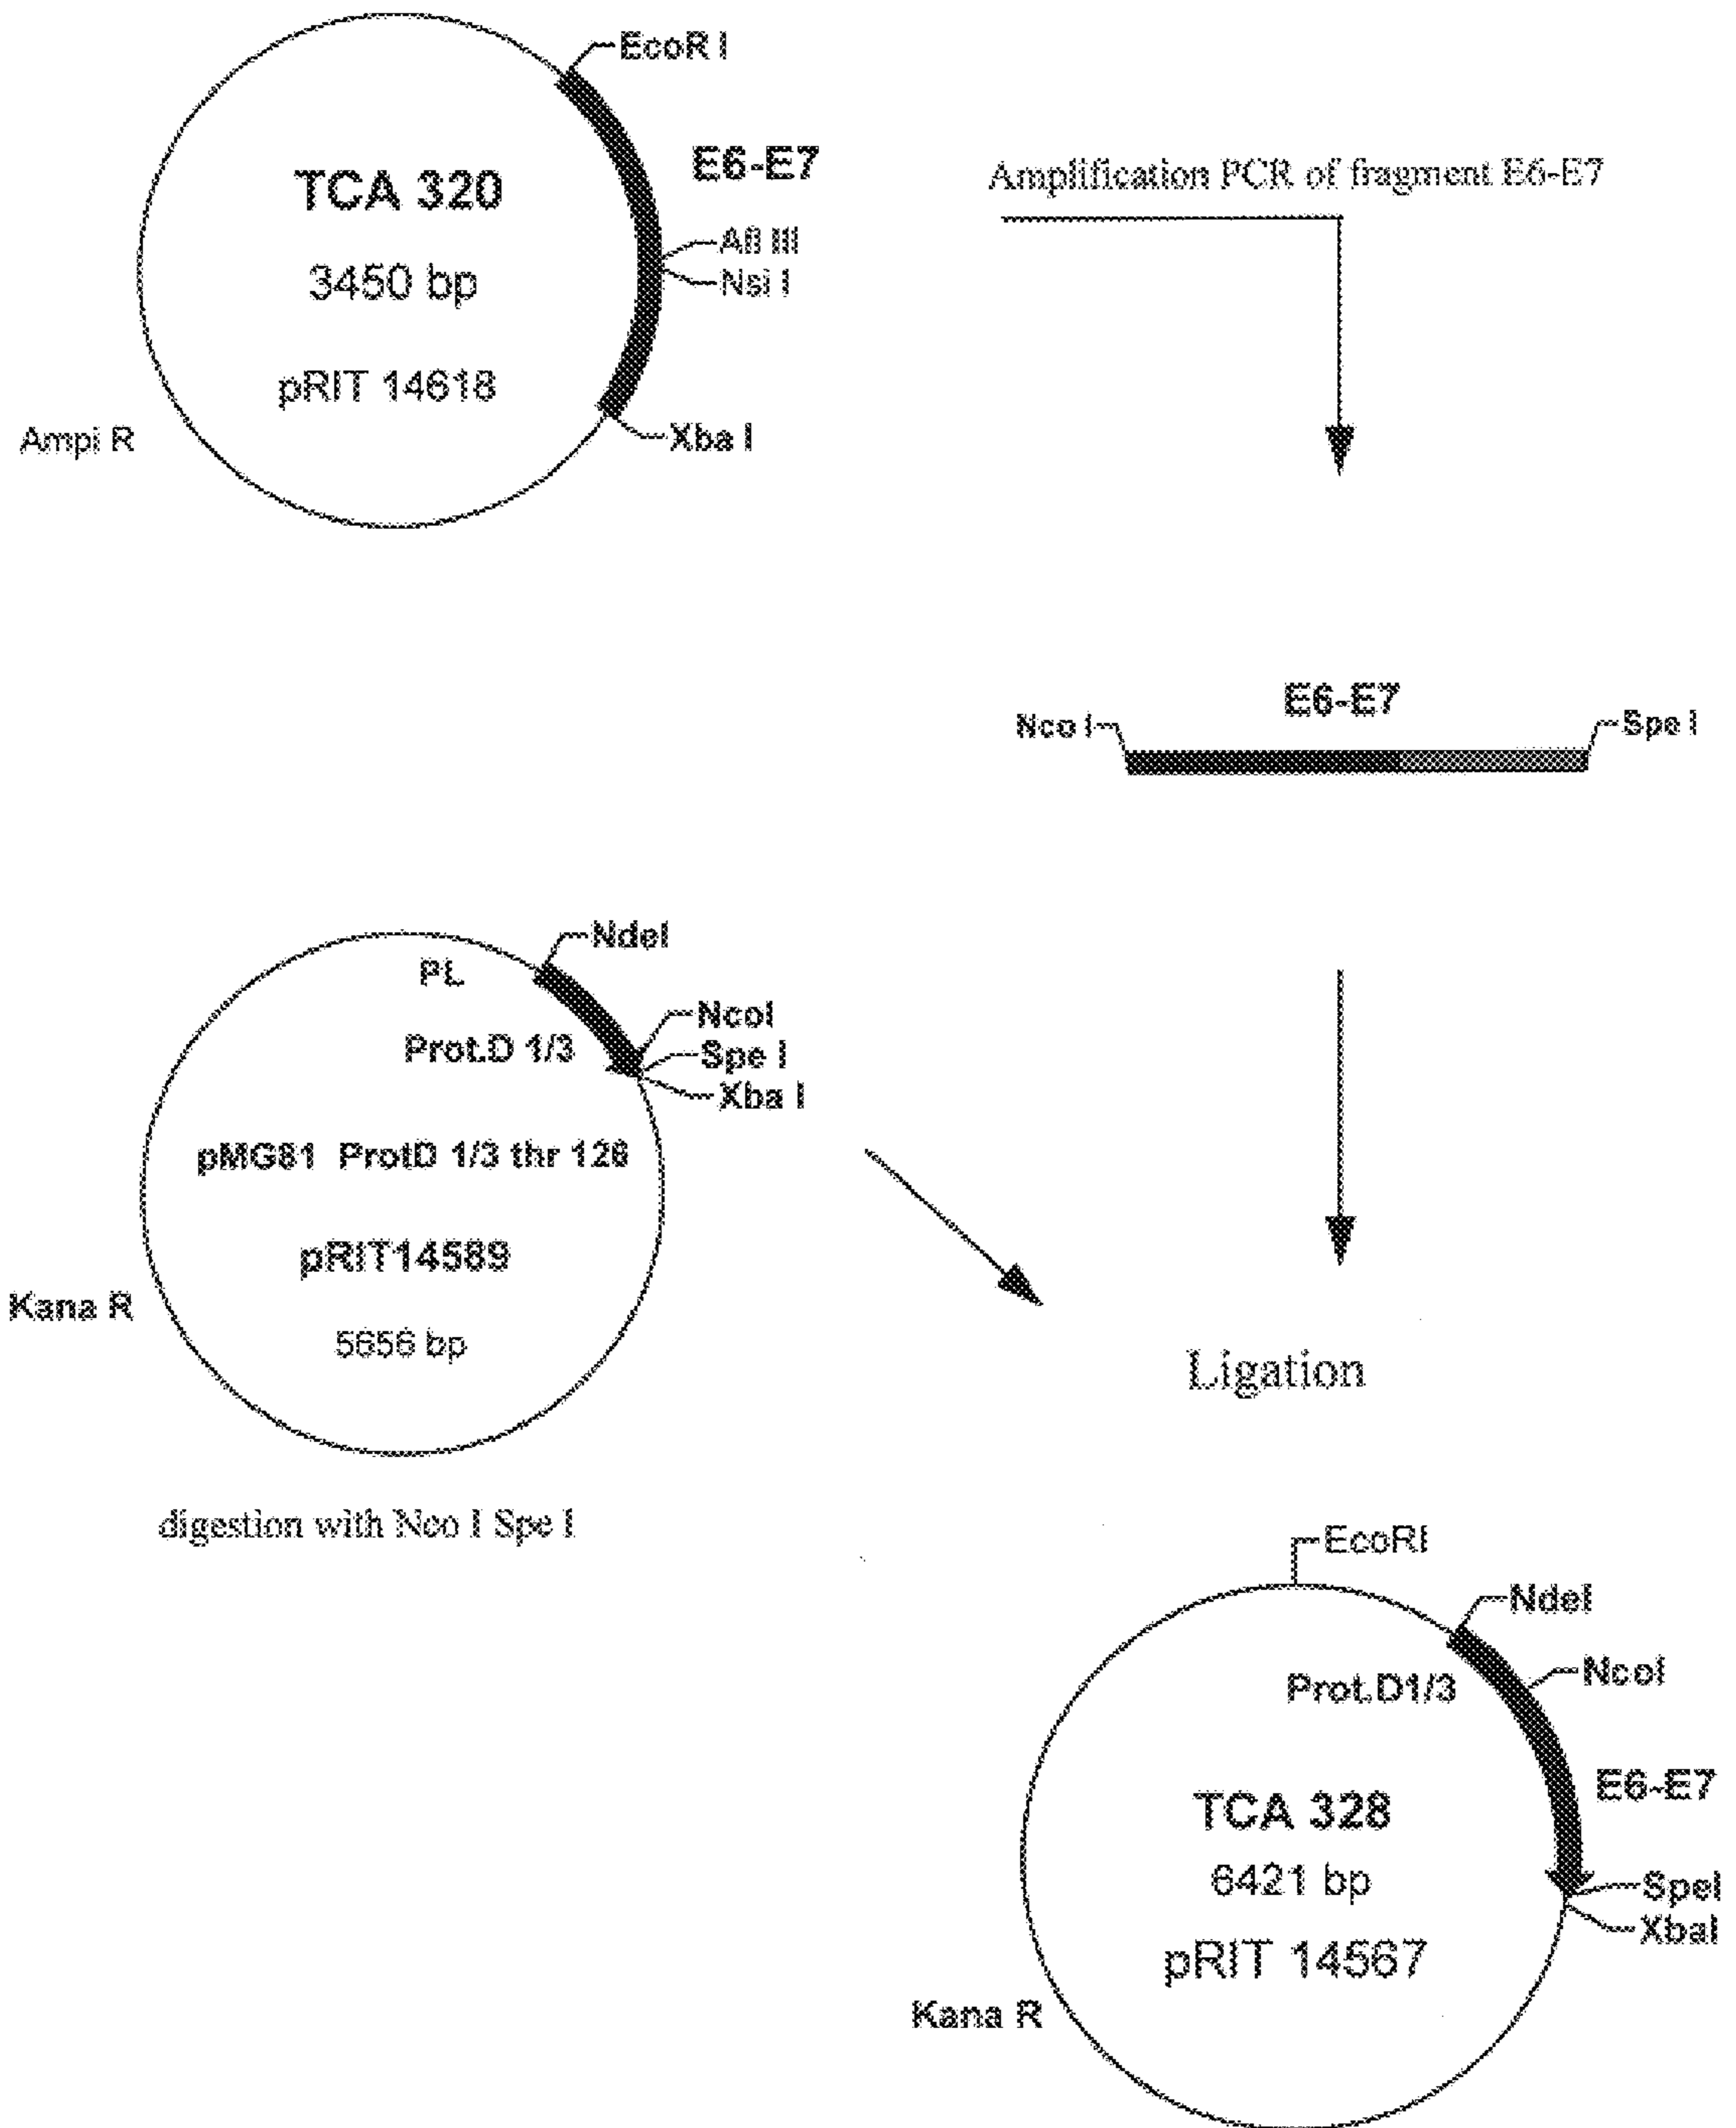 EcoR I
E6-E7
TCA 320
Amplification PCR of fragment E6-E7
Afl III
3450 bp
Nsi I
pRIT 14618
Ampi R
Xba I
E6-E7
Nco I
Spe I
NdeI
PL
NcoI
Prot.D 1/3
Spe I
Xba I
pMG81 ProtD 1/3 thr 126
pRIT14589
Kana R
5656 bp
Ligation
digestion with Nco I Spe I
EcoRI
NdeI
NcoI
Prot.D1/3
E6-E7
TCA 328
6421 bp
SpeI
XbaI
pRIT 14567
Kana R